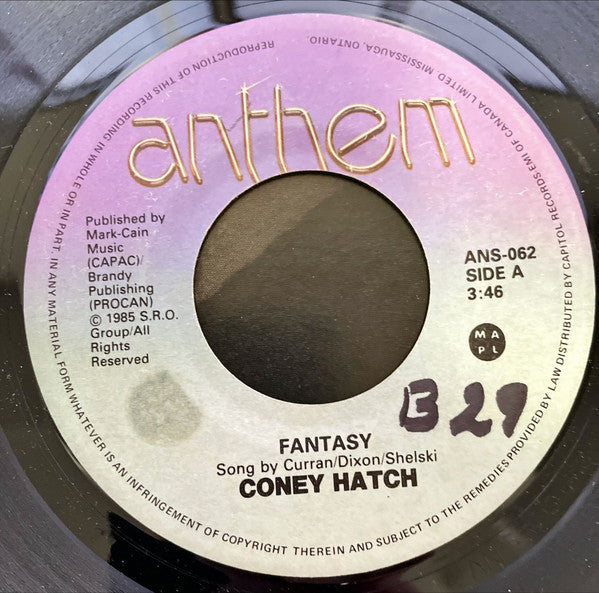 anthem
Published by
Mark-Cain
Music
(CAPAC)/
Brandy
Publishing
(PROCAN)
© 1985 S.R.O.
Group/All
Rights
Reserved
ANS-062
SIDE A
3:46
M A
P L
B 29
FANTASY
Song by Curran/Dixon/Shelski
CONEY HATCH
REPRODUCTION OF THIS RECORDING IN WHOLE OR IN PART, IN ANY MATERIAL FORM WHATEVER IS AN INFRINGEMENT OF COPYRIGHT THEREIN AND SUBJECT TO THE REMEDIES PROVIDED BY LAW DISTRIBUTED BY CAPITOL RECORDS EMI OF CANADA LIMITED MISSISSAUGA, ONTARIO.